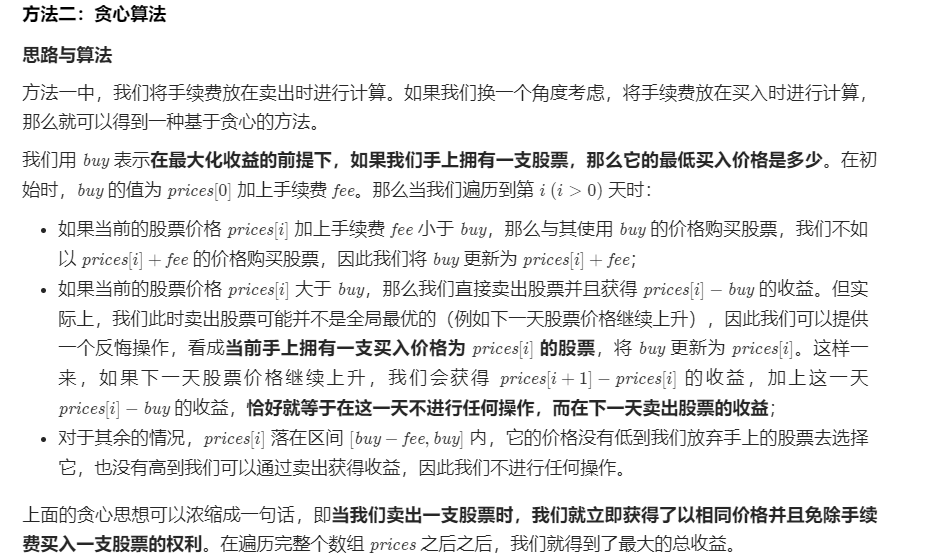 方法二：贪心算法
思路与算法
方法一中，我们将手续费放在卖出时进行计算。如果我们换一个角度考虑，将手续费放在买入时进行计算，
那么就可以得到一种基于贪心的方法。
我们用 buy 表示在最大化收益的前提下，如果我们手上拥有一支股票，那么它的最低买入价格是多少。在初
始时，buy 的值为 prices[0] 加上手续费 fee。那么当我们遍历到第 i (i > 0) 天时：
• 如果当前的股票价格 prices[i] 加上手续费 fee 小于 buy，那么与其使用 buy 的价格购买股票，我们不如
以 prices[i] + fee 的价格购买股票，因此我们将 buy 更新为 prices[i] + fee；
• 如果当前的股票价格 prices[i] 大于 buy，那么我们直接卖出股票并且获得 prices[i] − buy 的收益。但实
际上，我们此时卖出股票可能并不是全局最优的（例如下一天股票价格继续上升），因此我们可以提供
一个反悔操作，看成当前手上拥有一支买入价格为 prices[i] 的股票，将 buy 更新为 prices[i]。这样一
来，如果下一天股票价格继续上升，我们会获得 prices[i + 1] − prices[i] 的收益，加上这一天
prices[i] − buy 的收益，恰好就等于在这一天不进行任何操作，而在下一天卖出股票的收益；
• 对于其余的情况，prices[i] 落在区间 [buy − fee, buy] 内，它的价格没有低到我们放弃手上的股票去选择
它，也没有高到我们可以通过卖出获得收益，因此我们不进行任何操作。
上面的贪心思想可以浓缩成一句话，即当我们卖出一支股票时，我们就立即获得了以相同价格并且免除手续
费买入一支股票的权利。在遍历完整个数组 prices 之后之后，我们就得到了最大的总收益。